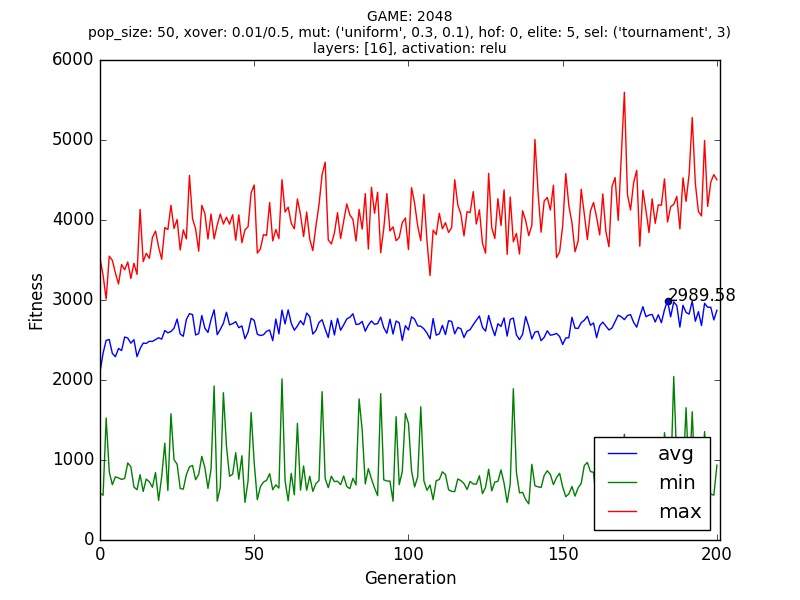 GAME: 2048
pop_size: 50, xover: 0.01/0.5, mut: ('uniform', 0.3, 0.1), hof: 0, elite: 5, sel: ('tournament', 3)
layers: [16], activation: relu
6000
5000
4000
3000
2000
1000
0
Fitness
2989.58
avg
min
max
0 50 100 150 200
Generation